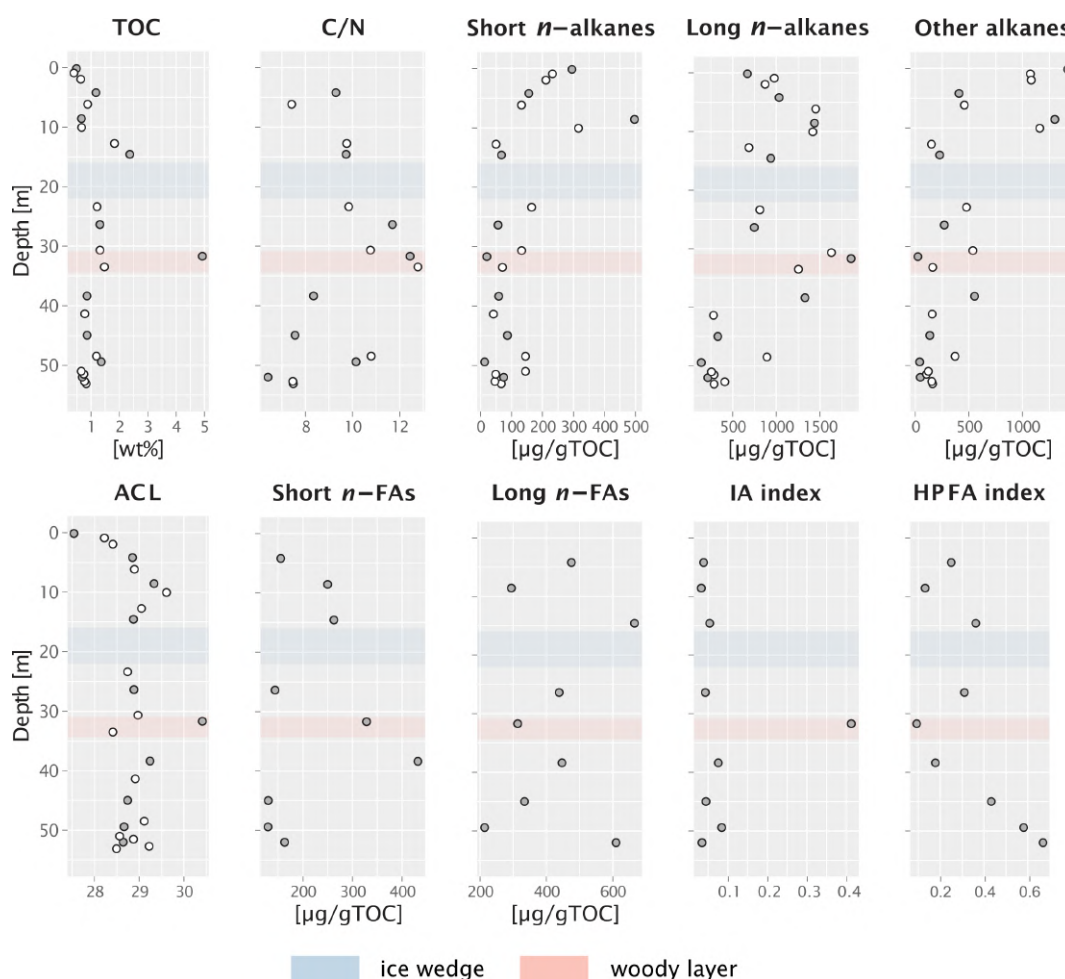 TOC C/N Short n-alkanes Long n-alkanes Other alkanes
Depth [m]
0
10
20
30
40
50
1 2 3 4 5 8 10 12 0 100 200 300 400 500 500 1000 1500 0 500 1000
[wt%] [µg/gTOC] [µg/gTOC] [µg/gTOC]
ACL Short n-FAs Long n-FAs IA index HPFA index
Depth [m]
0
10
20
30
40
50
28 29 30 200 300 400 200 400 600 0.1 0.2 0.3 0.4 0.2 0.4 0.6
[µg/gTOC] [µg/gTOC]
ice wedge woody layer